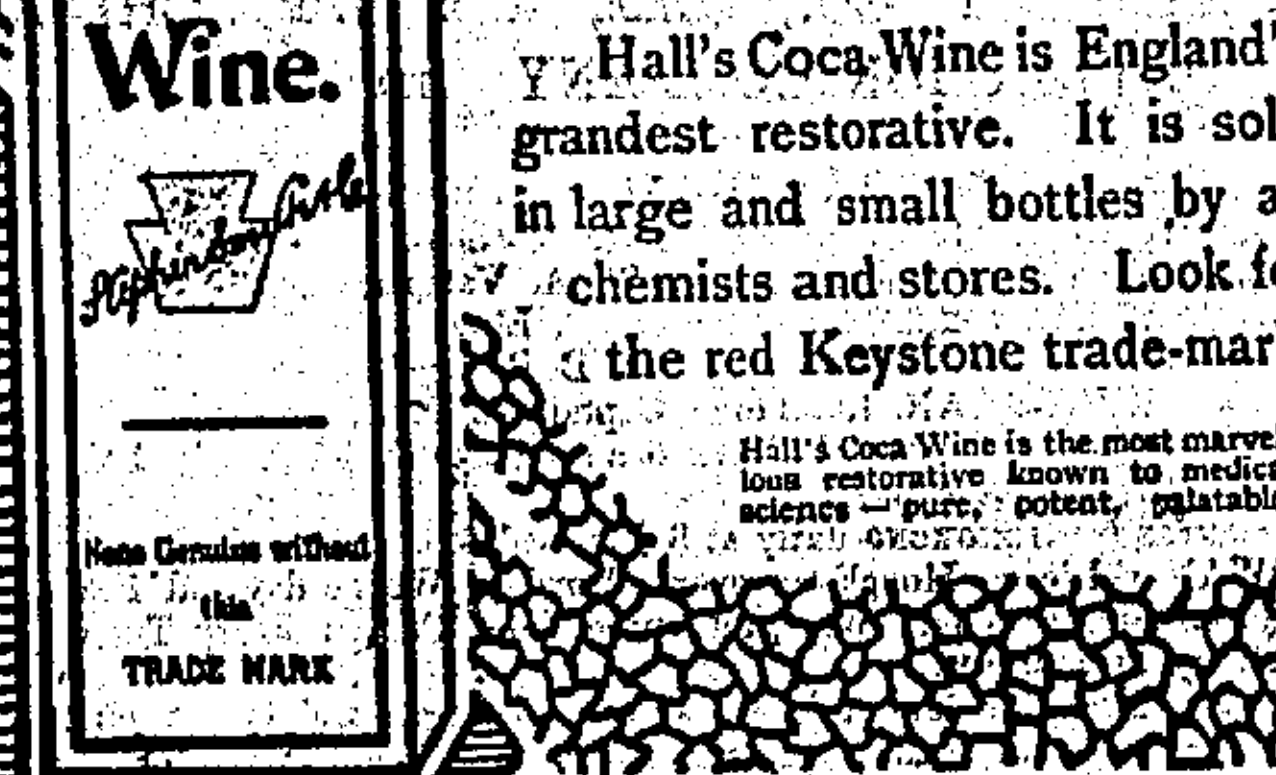 Wine.
None Genuine without
this
TRADE MARK
Hall's Coca Wine is England'
grandest restorative. It is sol
in large and small bottles by a
chemists and stores. Look fo
the red Keystone trade-mar
Hall's Coca Wine is the most marvel
lous restorative known to medica
science — pure, potent, palatable